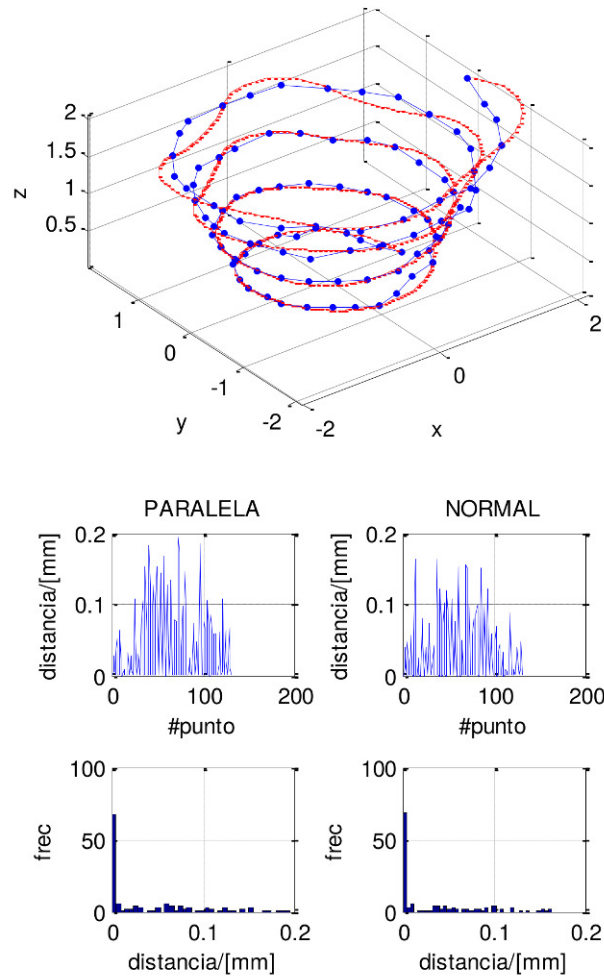 2
1.5
1
0.5
z
1
0
-1
-2
y
-2
0
2
x
PARALELA NORMAL
0.2 0.2
0.1 0.1
0 0
distancia/[mm] distancia/[mm]
0 100 200 0 100 200
#punto #punto
100 100
50 50
0 0
frec frec
0 0.1 0.2 0 0.1 0.2
distancia/[mm] distancia/[mm]